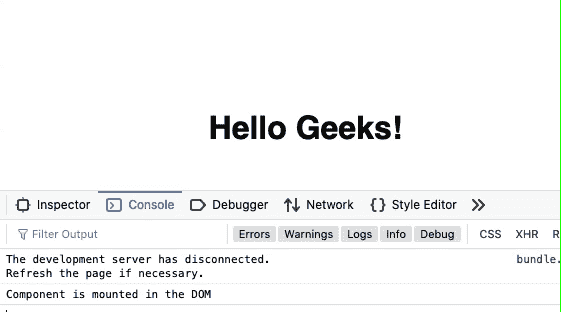 Hello Geeks!
Inspector Console Debugger Network Style Editor
Filter Output Errors Warnings Logs Info Debug CSS XHR R
The development server has disconnected. bundle.
Refresh the page if necessary.
Component is mounted in the DOM